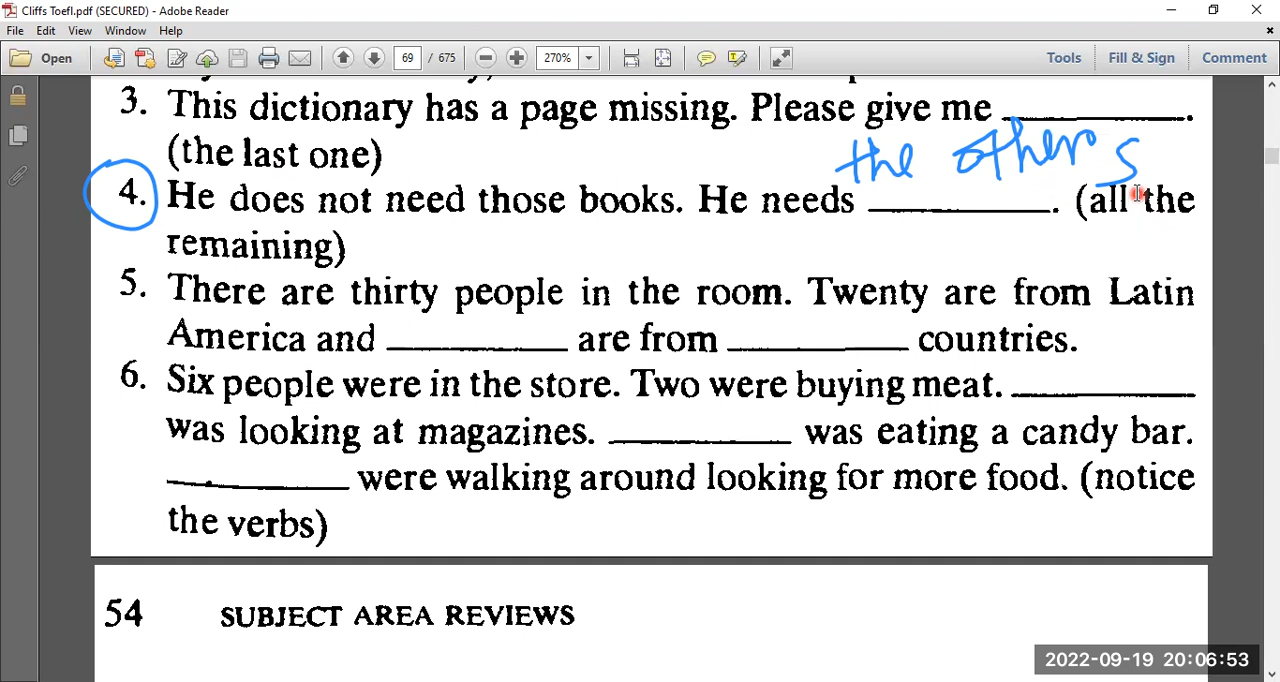 Cliffs Toefl.pdf (SECURED) - Adobe Reader
File Edit View Window Help
Open 69 / 675 270% Tools Fill & Sign Comment
3. This dictionary has a page missing. Please give me ________.
(the last one)
the others
4. He does not need those books. He needs ________. (all the
remaining)
5. There are thirty people in the room. Twenty are from Latin
America and ________ are from ________ countries.
6. Six people were in the store. Two were buying meat. ________
was looking at magazines. ________ was eating a candy bar.
________ were walking around looking for more food. (notice
the verbs)
54 SUBJECT AREA REVIEWS
2022-09-19 20:06:53